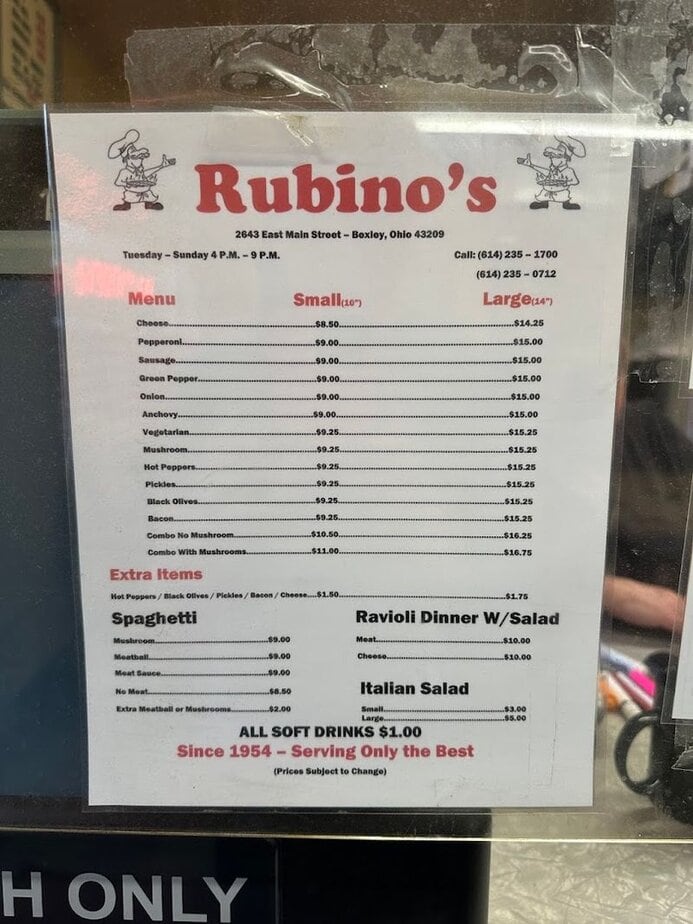 Rubino's
2643 East Main Street – Bexley, Ohio 43209
Tuesday – Sunday 4 P.M. – 9 P.M. Call: (614) 235 – 1700
(614) 235 – 0712
Menu Small(10") Large(14")
Cheese $8.50 $14.25
Pepperoni $9.00 $15.00
Sausage $9.00 $15.00
Green Pepper $9.00 $15.00
Onion $9.00 $15.00
Anchovy $9.00 $15.00
Vegetarian $9.25 $15.25
Mushroom $9.25 $15.25
Hot Peppers $9.25 $15.25
Pickles $9.25 $15.25
Black Olives $9.25 $15.25
Bacon $9.25 $15.25
Combo No Mushroom $10.50 $16.25
Combo With Mushrooms $11.00 $16.75
Extra Items
Hot Peppers / Black Olives / Pickles / Bacon / Cheese $1.50 $1.75
Spaghetti
Mushroom $9.00
Meatball $9.00
Meat Sauce $9.00
No Meat $8.50
Extra Meatball or Mushrooms $2.00
Ravioli Dinner W/Salad
Meat $10.00
Cheese $10.00
Italian Salad
Small $3.00
Large $5.00
ALL SOFT DRINKS $1.00
Since 1954 – Serving Only the Best
(Prices Subject to Change)
H ONLY